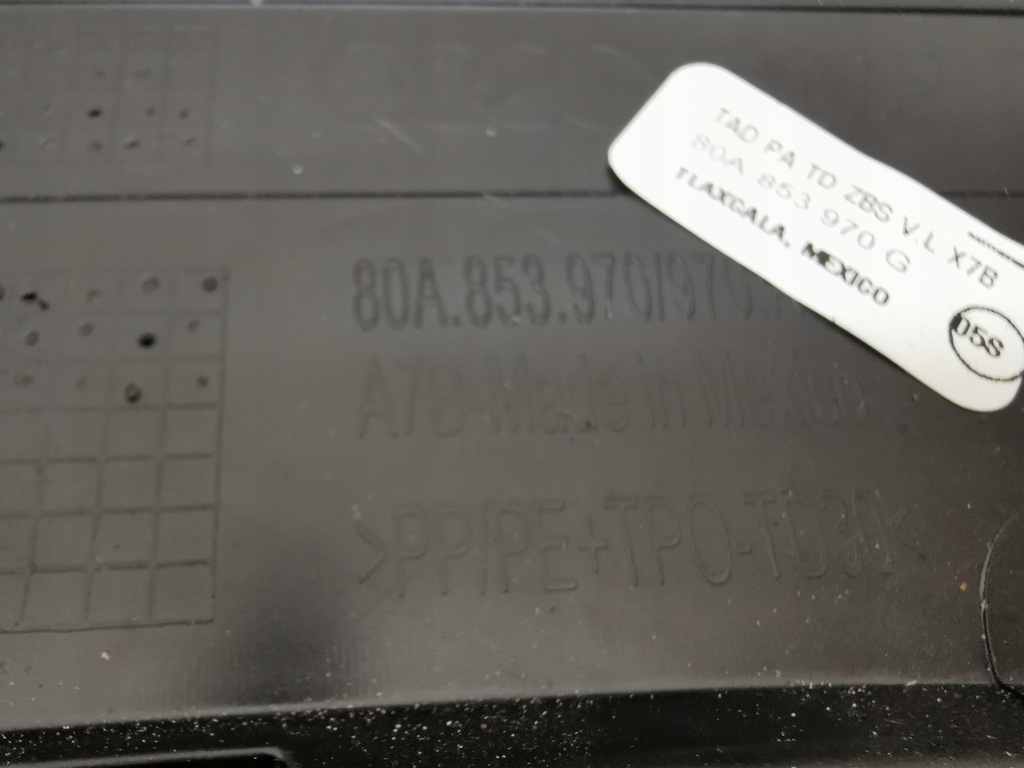 TAD PA TD ZBS V.L X7B
80A 853 970 G
TLAXCALA, MEXICO
05S
80A.853.970/970.
A7B-Made in Mexico
>PP/PE+TPO-TD30<